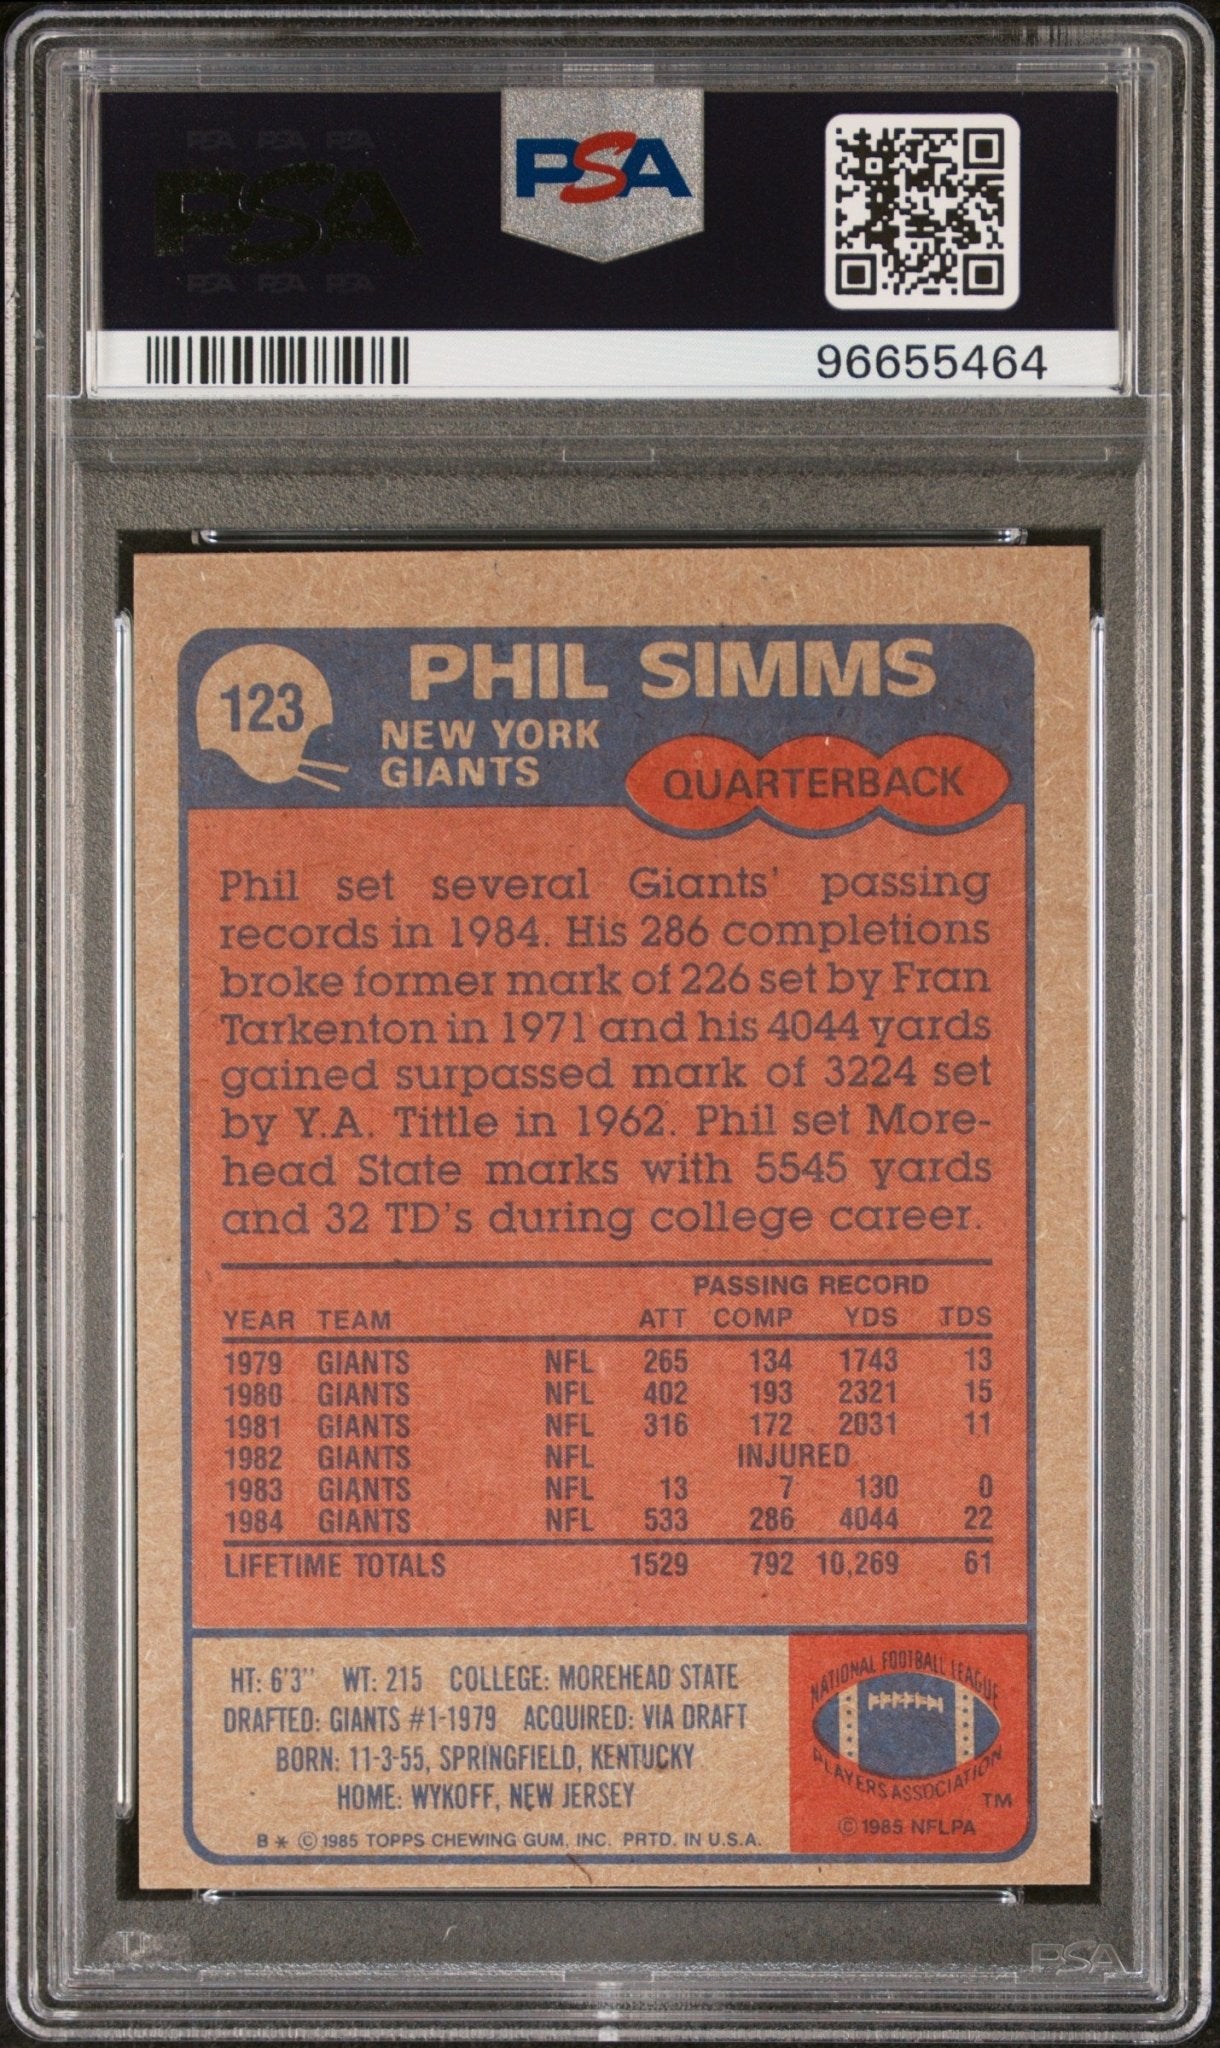 PSA PSA PSA
PSA
PSA PSA PSA
PSA
96655464
123
PHIL SIMMS
NEW YORK
GIANTS
QUARTERBACK
Phil set several Giants' passing
records in 1984. His 286 completions
broke former mark of 226 set by Fran
Tarkenton in 1971 and his 4044 yards
gained surpassed mark of 3224 set
by Y.A. Tittle in 1962. Phil set More-
head State marks with 5545 yards
and 32 TD's during college career.
PASSING RECORD
YEAR TEAM ATT COMP YDS TDS
1979 GIANTS NFL 265 134 1743 13
1980 GIANTS NFL 402 193 2321 15
1981 GIANTS NFL 316 172 2031 11
1982 GIANTS NFL INJURED
1983 GIANTS NFL 13 7 130 0
1984 GIANTS NFL 533 286 4044 22
LIFETIME TOTALS 1529 792 10,269 61
HT: 6'3" WT: 215 COLLEGE: MOREHEAD STATE
DRAFTED: GIANTS #1-1979 ACQUIRED: VIA DRAFT
BORN: 11-3-55, SPRINGFIELD, KENTUCKY
HOME: WYKOFF, NEW JERSEY
B * © 1985 TOPPS CHEWING GUM, INC. PRTD. IN U.S.A.
NATIONAL FOOTBALL LEAGUE
PLAYERS ASSOCIATION
TM
© 1985 NFLPA
PSA